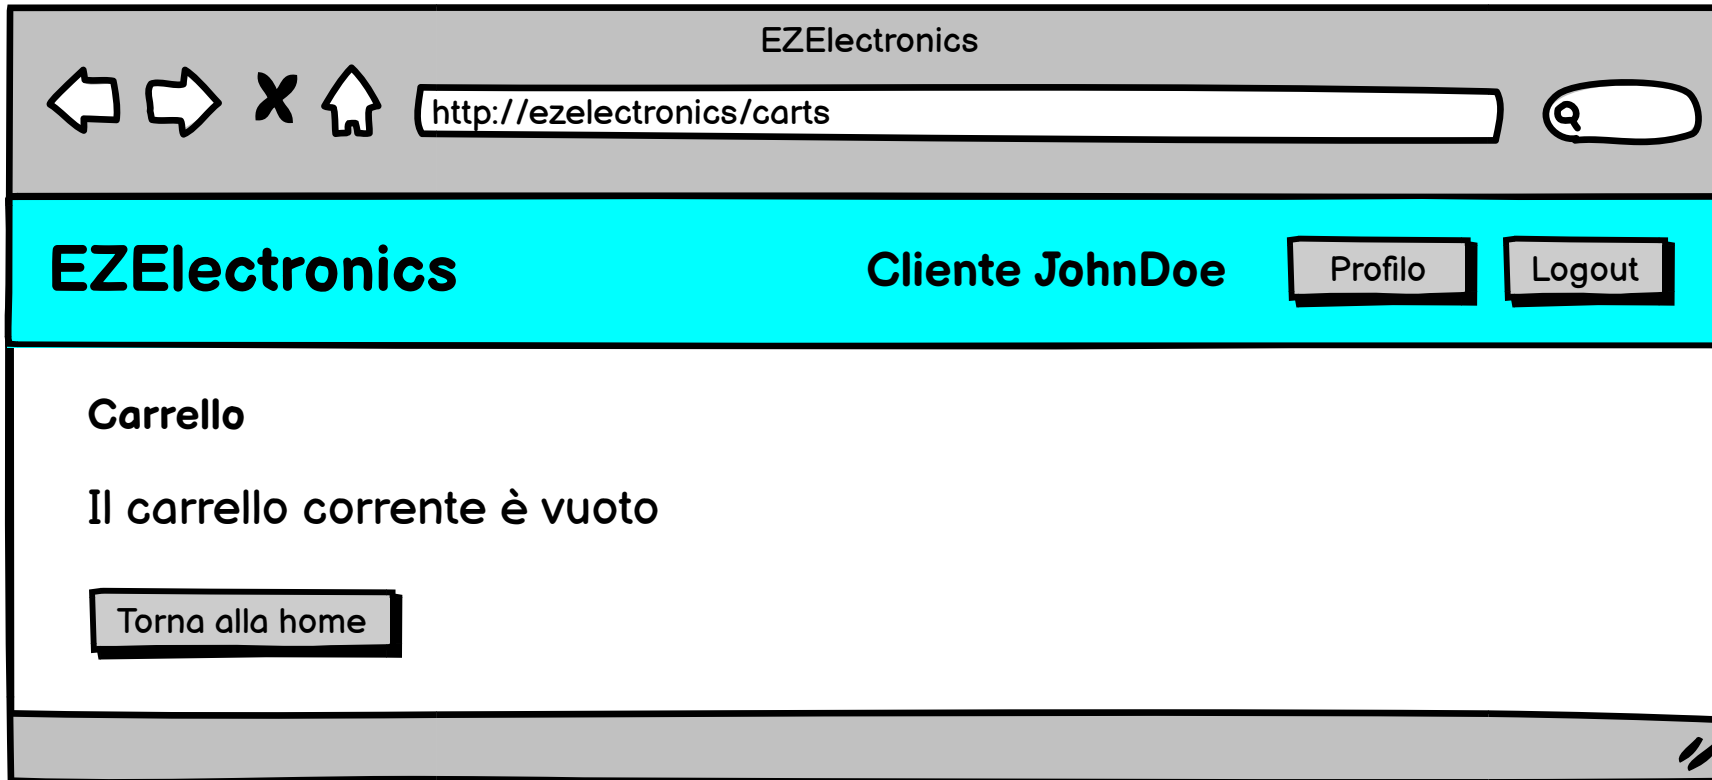 EZElectronics
http://ezelectronics/carts
EZElectronics
Cliente JohnDoe
Profilo
Logout
Carrello
Il carrello corrente è vuoto
Torna alla home